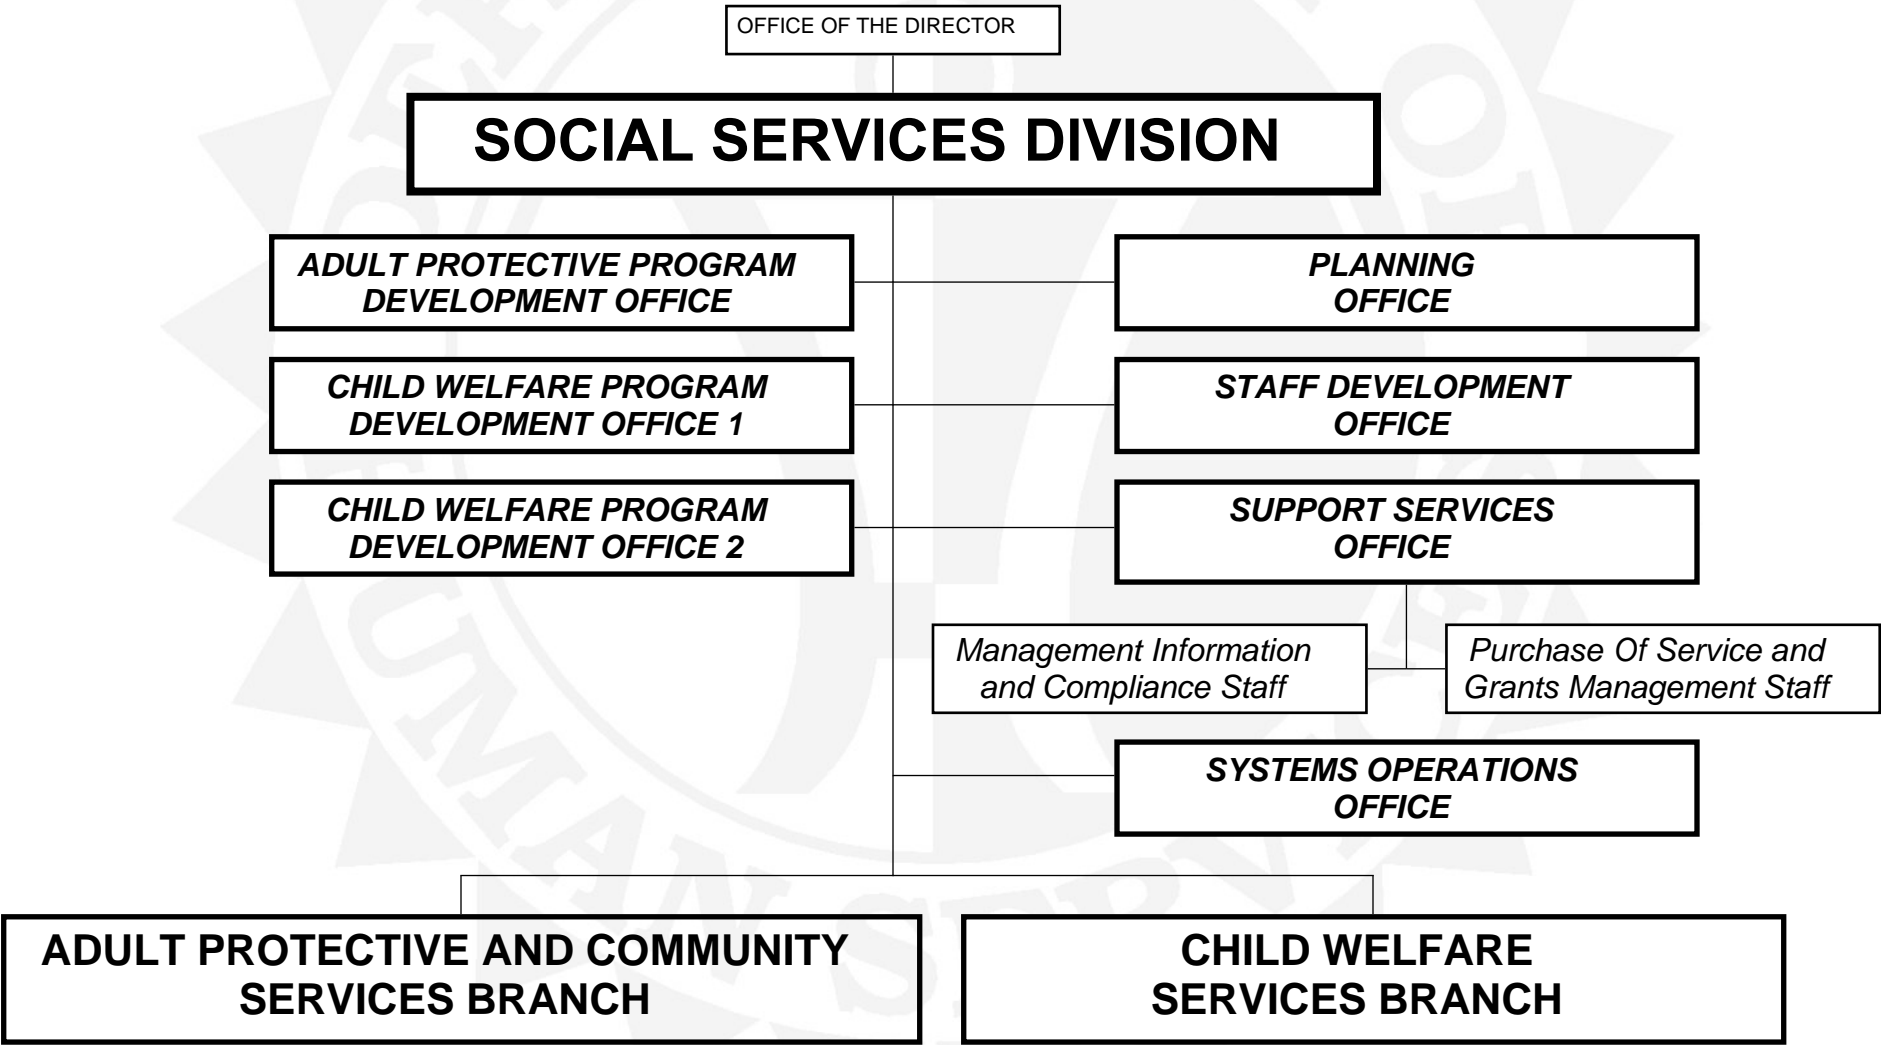 OFFICE OF THE DIRECTOR
SOCIAL SERVICES DIVISION
ADULT PROTECTIVE PROGRAM
DEVELOPMENT OFFICE
PLANNING
OFFICE
CHILD WELFARE PROGRAM
DEVELOPMENT OFFICE 1
STAFF DEVELOPMENT
OFFICE
CHILD WELFARE PROGRAM
DEVELOPMENT OFFICE 2
SUPPORT SERVICES
OFFICE
Management Information
and Compliance Staff
Purchase Of Service and
Grants Management Staff
SYSTEMS OPERATIONS
OFFICE
ADULT PROTECTIVE AND COMMUNITY
SERVICES BRANCH
CHILD WELFARE
SERVICES BRANCH